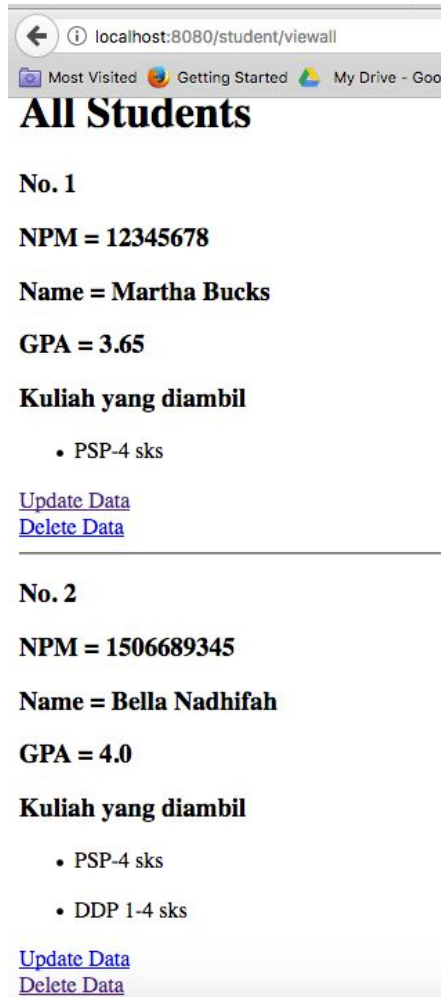 localhost:8080/student/viewall
Most Visited Getting Started My Drive - Goo
All Students
No. 1
NPM = 12345678
Name = Martha Bucks
GPA = 3.65
Kuliah yang diambil
• PSP-4 sks
Update Data
Delete Data
No. 2
NPM = 1506689345
Name = Bella Nadhifah
GPA = 4.0
Kuliah yang diambil
• PSP-4 sks
• DDP 1-4 sks
Update Data
Delete Data